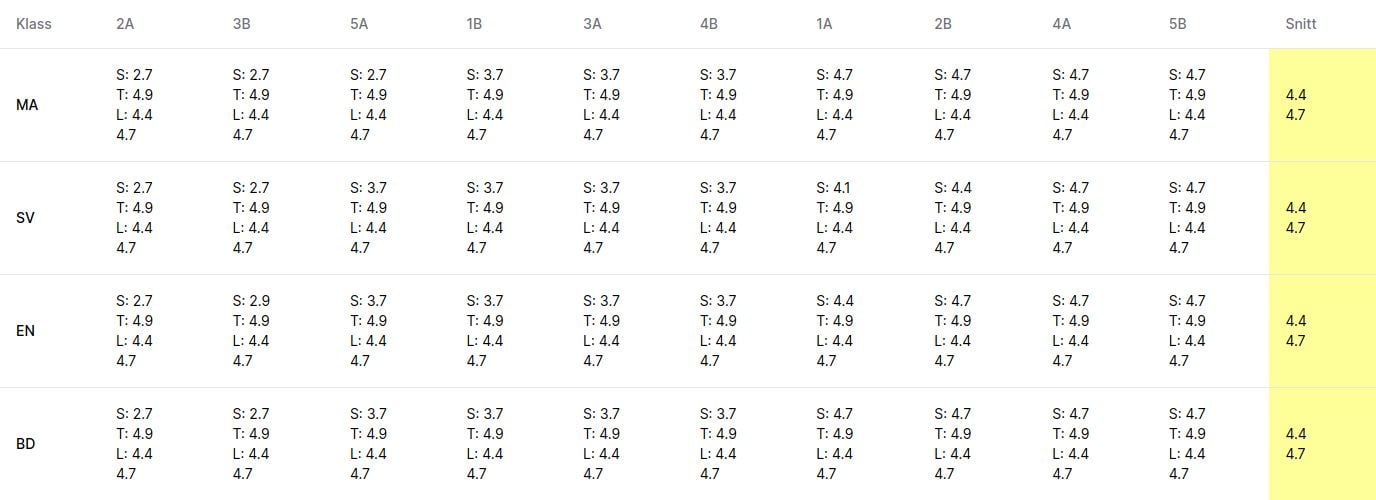 Klass 2A 3B 5A 1B 3A 4B 1A 2B 4A 5B Snitt
S: 2.7 S: 2.7 S: 2.7 S: 3.7 S: 3.7 S: 3.7 S: 4.7 S: 4.7 S: 4.7 S: 4.7
T: 4.9 T: 4.9 T: 4.9 T: 4.9 T: 4.9 T: 4.9 T: 4.9 T: 4.9 T: 4.9 T: 4.9 4.4
MA
L: 4.4 L: 4.4 L: 4.4 L: 4.4 L: 4.4 L: 4.4 L: 4.4 L: 4.4 L: 4.4 L: 4.4 4.7
4.7 4.7 4.7 4.7 4.7 4.7 4.7 4.7 4.7 4.7
S: 2.7 S: 2.7 S: 3.7 S: 3.7 S: 3.7 S: 3.7 S: 4.1 S: 4.4 S: 4.7 S: 4.7
T: 4.9 T: 4.9 T: 4.9 T: 4.9 T: 4.9 T: 4.9 T: 4.9 T: 4.9 T: 4.9 T: 4.9 4.4
SV
L: 4.4 L: 4.4 L: 4.4 L: 4.4 L: 4.4 L: 4.4 L: 4.4 L: 4.4 L: 4.4 L: 4.4 4.7
4.7 4.7 4.7 4.7 4.7 4.7 4.7 4.7 4.7 4.7
S: 2.7 S: 2.9 S: 3.7 S: 3.7 S: 3.7 S: 3.7 S: 4.4 S: 4.7 S: 4.7 S: 4.7
T: 4.9 T: 4.9 T: 4.9 T: 4.9 T: 4.9 T: 4.9 T: 4.9 T: 4.9 T: 4.9 T: 4.9 4.4
EN
L: 4.4 L: 4.4 L: 4.4 L: 4.4 L: 4.4 L: 4.4 L: 4.4 L: 4.4 L: 4.4 L: 4.4 4.7
4.7 4.7 4.7 4.7 4.7 4.7 4.7 4.7 4.7 4.7
S: 2.7 S: 2.7 S: 3.7 S: 3.7 S: 3.7 S: 3.7 S: 4.7 S: 4.7 S: 4.7 S: 4.7
T: 4.9 T: 4.9 T: 4.9 T: 4.9 T: 4.9 T: 4.9 T: 4.9 T: 4.9 T: 4.9 T: 4.9 4.4
BD
L: 4.4 L: 4.4 L: 4.4 L: 4.4 L: 4.4 L: 4.4 L: 4.4 L: 4.4 L: 4.4 L: 4.4 4.7
4.7 4.7 4.7 4.7 4.7 4.7 4.7 4.7 4.7 4.7